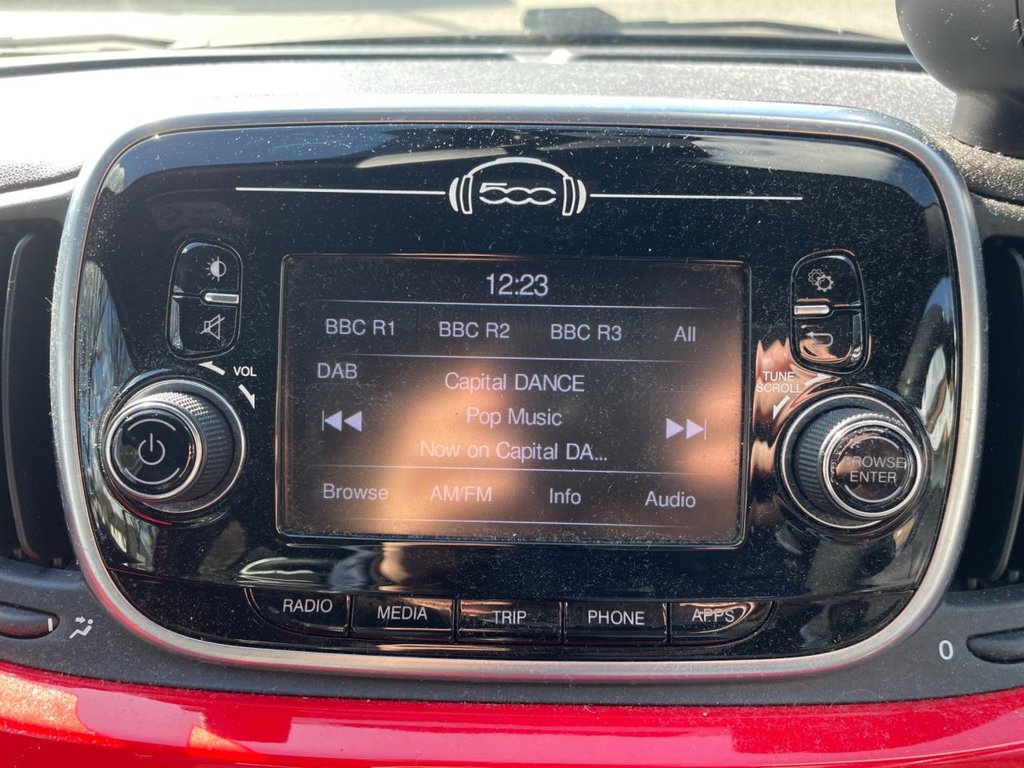 500
12:23
BBC R1 BBC R2 BBC R3 All
DAB
Capital DANCE
Pop Music
Now on Capital DA...
Browse AM/FM Info Audio
VOL
TUNE
SCROLL
BROWSE
ENTER
RADIO MEDIA TRIP PHONE APPS
I
0